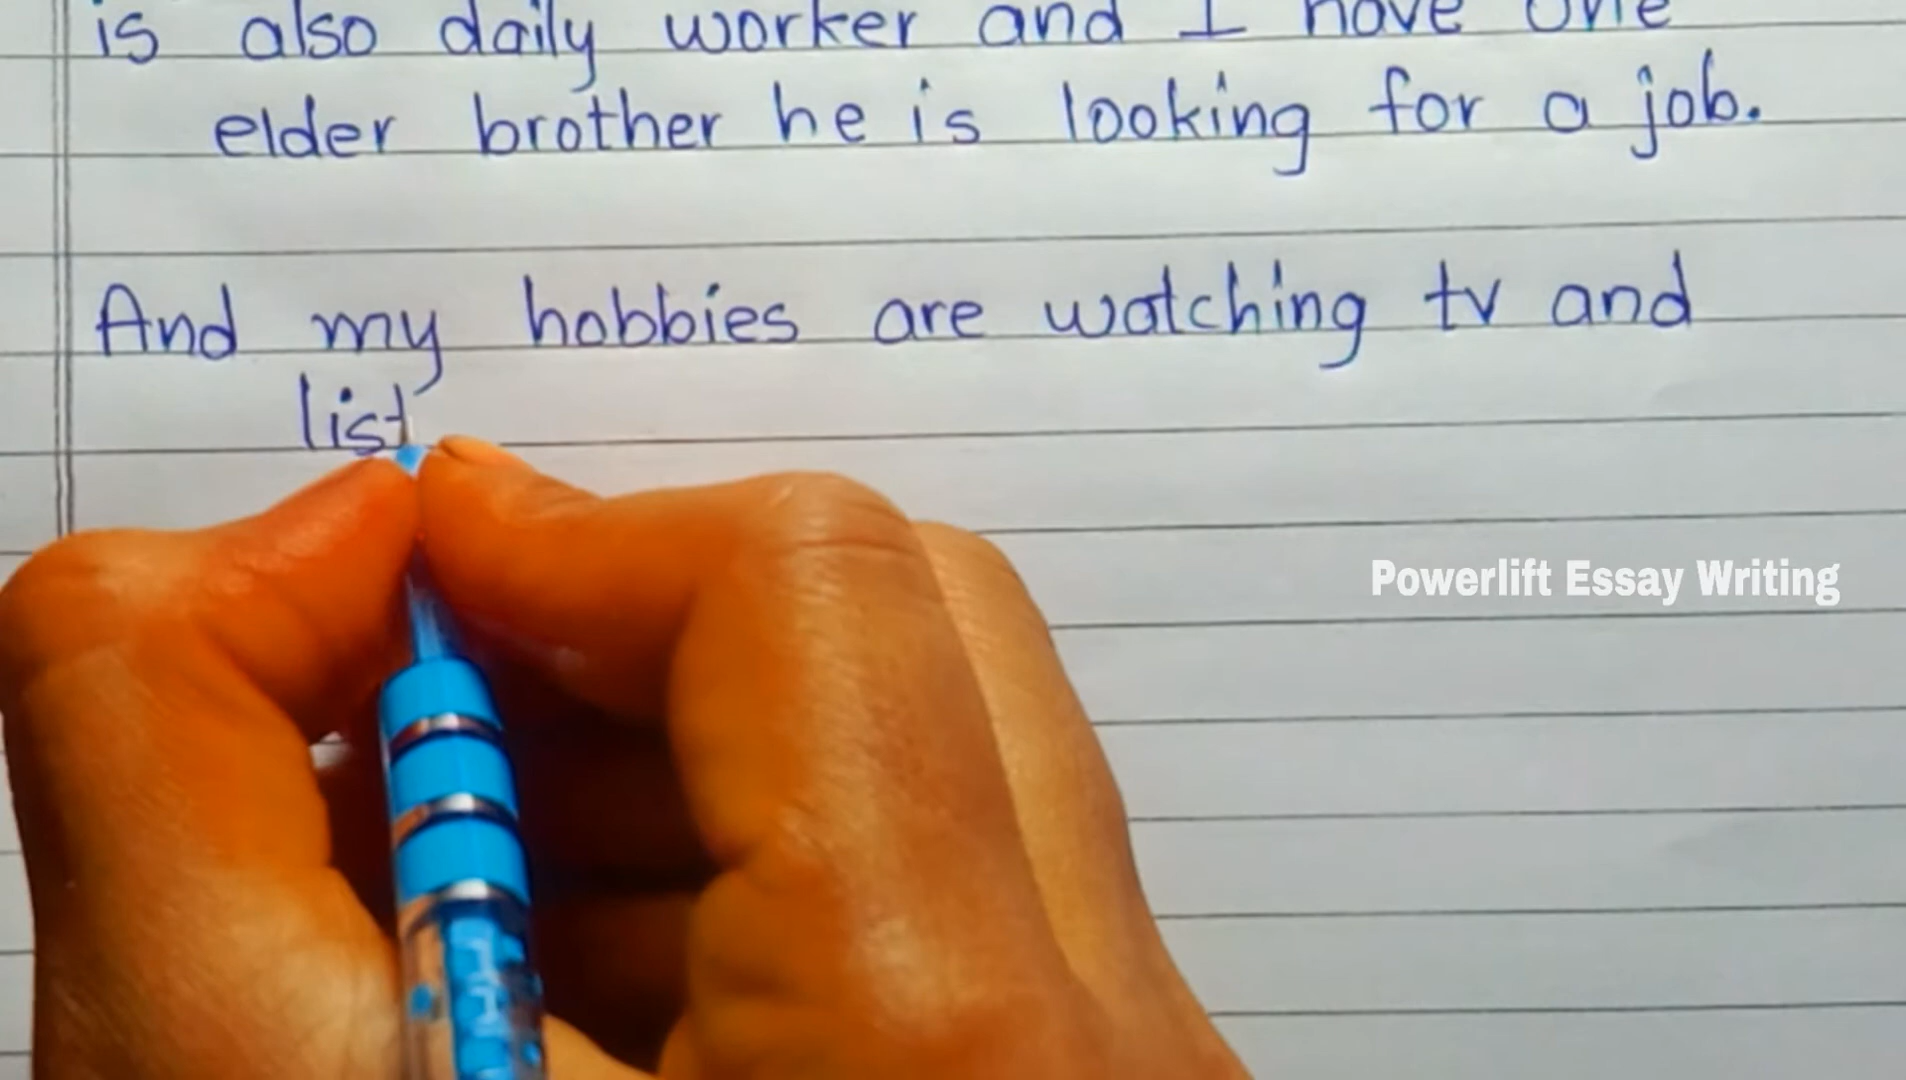 is also daily worker and I have one
elder brother he is looking for a job.
And my hobbies are watching tv and
list
Powerlift Essay Writing